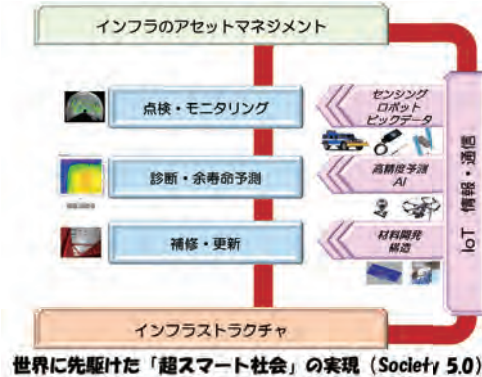 インフラのアセットマネジメント
点検・モニタリング
センシング
ロボット
ビックデータ
診断・余寿命予測
高精度予測
AI
補修・更新
材料開発
構造
IoT 情報・通信
インフラストラクチャ
世界に先駆けた「超スマート社会」の実現(Society 5.0)